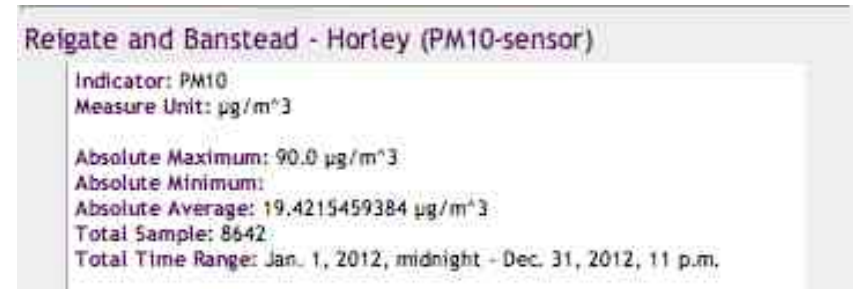 Reigate and Banstead - Horley (PM10-sensor)
Indicator: PM10
Measure Unit: µg/m^3
Absolute Maximum: 90.0 µg/m^3
Absolute Minimum:
Absolute Average: 19.4215459384 µg/m^3
Total Sample: 8642
Total Time Range: Jan. 1, 2012, midnight - Dec. 31, 2012, 11 p.m.